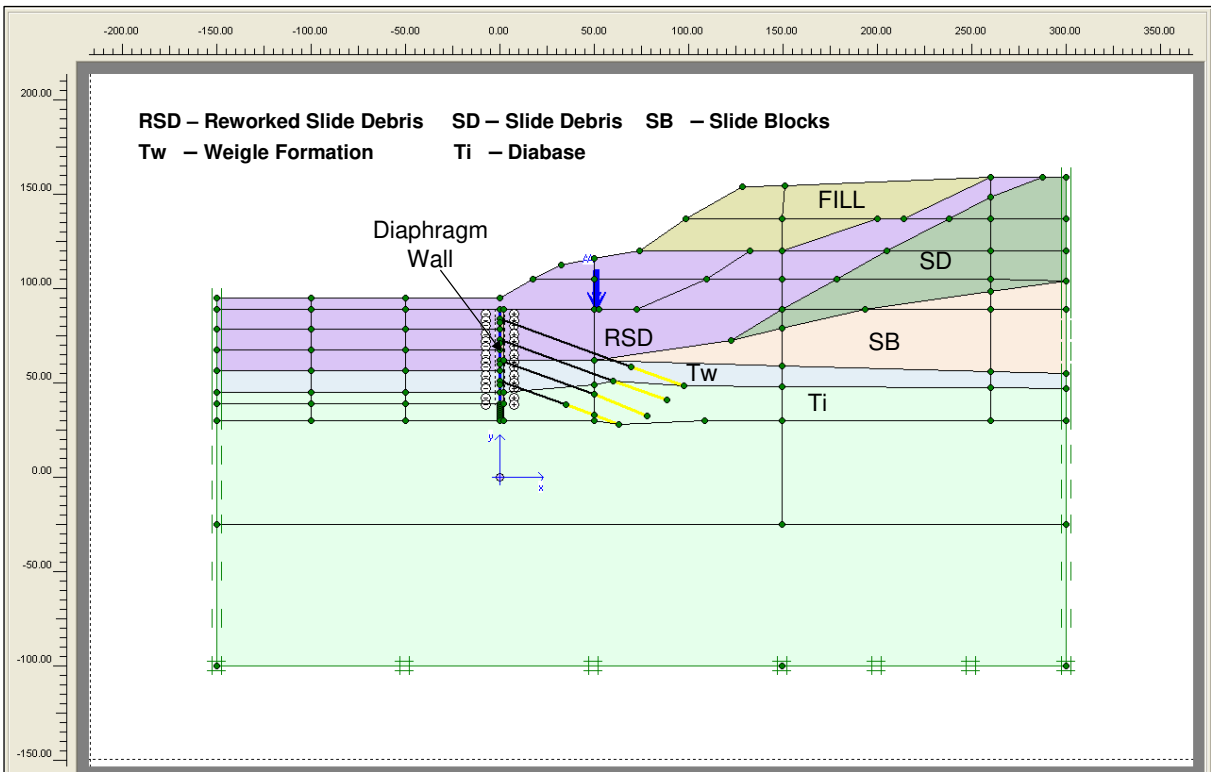 -200.00 -150.00 -100.00 -50.00 0.00 50.00 100.00 150.00 200.00 250.00 300.00 350.00
200.00
RSD – Reworked Slide Debris SD – Slide Debris SB – Slide Blocks
Tw – Weigle Formation Ti – Diabase
150.00
FILL
Diaphragm
Wall
A
SD
100.00
RSD
SB
Tw
50.00
Ti
y
0.00
x
-50.00
-100.00
-150.00